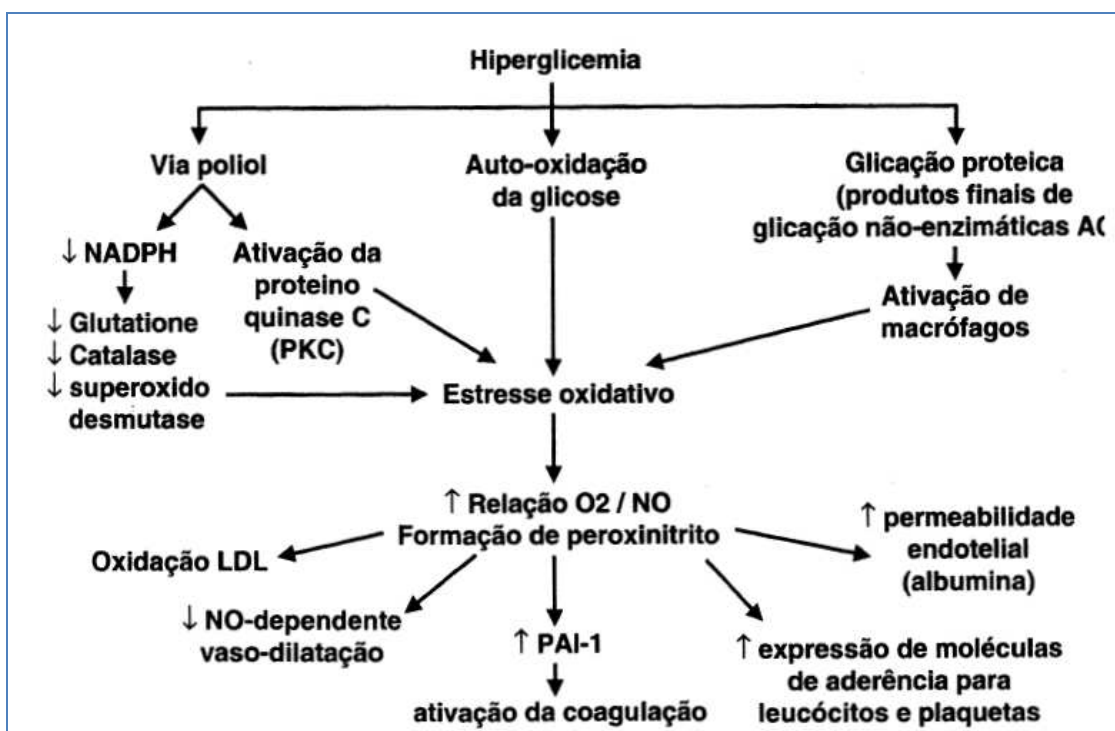 Hiperglicemia
Via poliol
Auto-oxidação
da glicose
Glicação proteica
(produtos finais de
glicação não-enzimáticas
↓ NADPH
Ativação da
proteino
quinase C
(PKC)
↓ Glutatione
↓ Catalase
↓ superoxido
desmutase
Ativação de
macrófagos
Estresse oxidativo
↑ Relação O2 / NO
Formação de peroxinitrito
Oxidação LDL
↓ NO-dependente
vaso-dilatação
↑ PAI-1
ativação da coagulação
↑ expressão de moléculas
de aderência para
leucócitos e plaquetas
↑ permeabilidade
endotelial
(albumina)